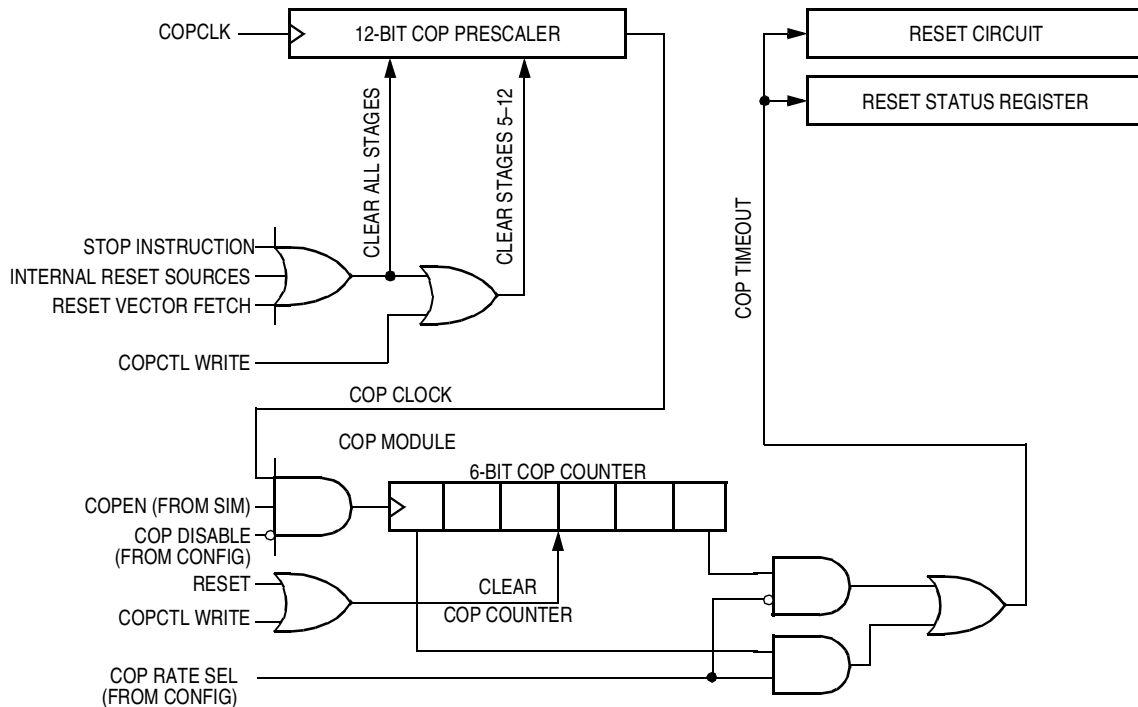 COPCLK
12-BIT COP PRESCALER
RESET CIRCUIT
RESET STATUS REGISTER
CLEAR ALL STAGES
CLEAR STAGES 5–12
STOP INSTRUCTION
INTERNAL RESET SOURCES
RESET VECTOR FETCH
COPCTL WRITE
COP TIMEOUT
COP CLOCK
COP MODULE
6-BIT COP COUNTER
COPEN (FROM SIM)
COP DISABLE
(FROM CONFIG)
RESET
COPCTL WRITE
CLEAR
COP COUNTER
COP RATE SEL
(FROM CONFIG)